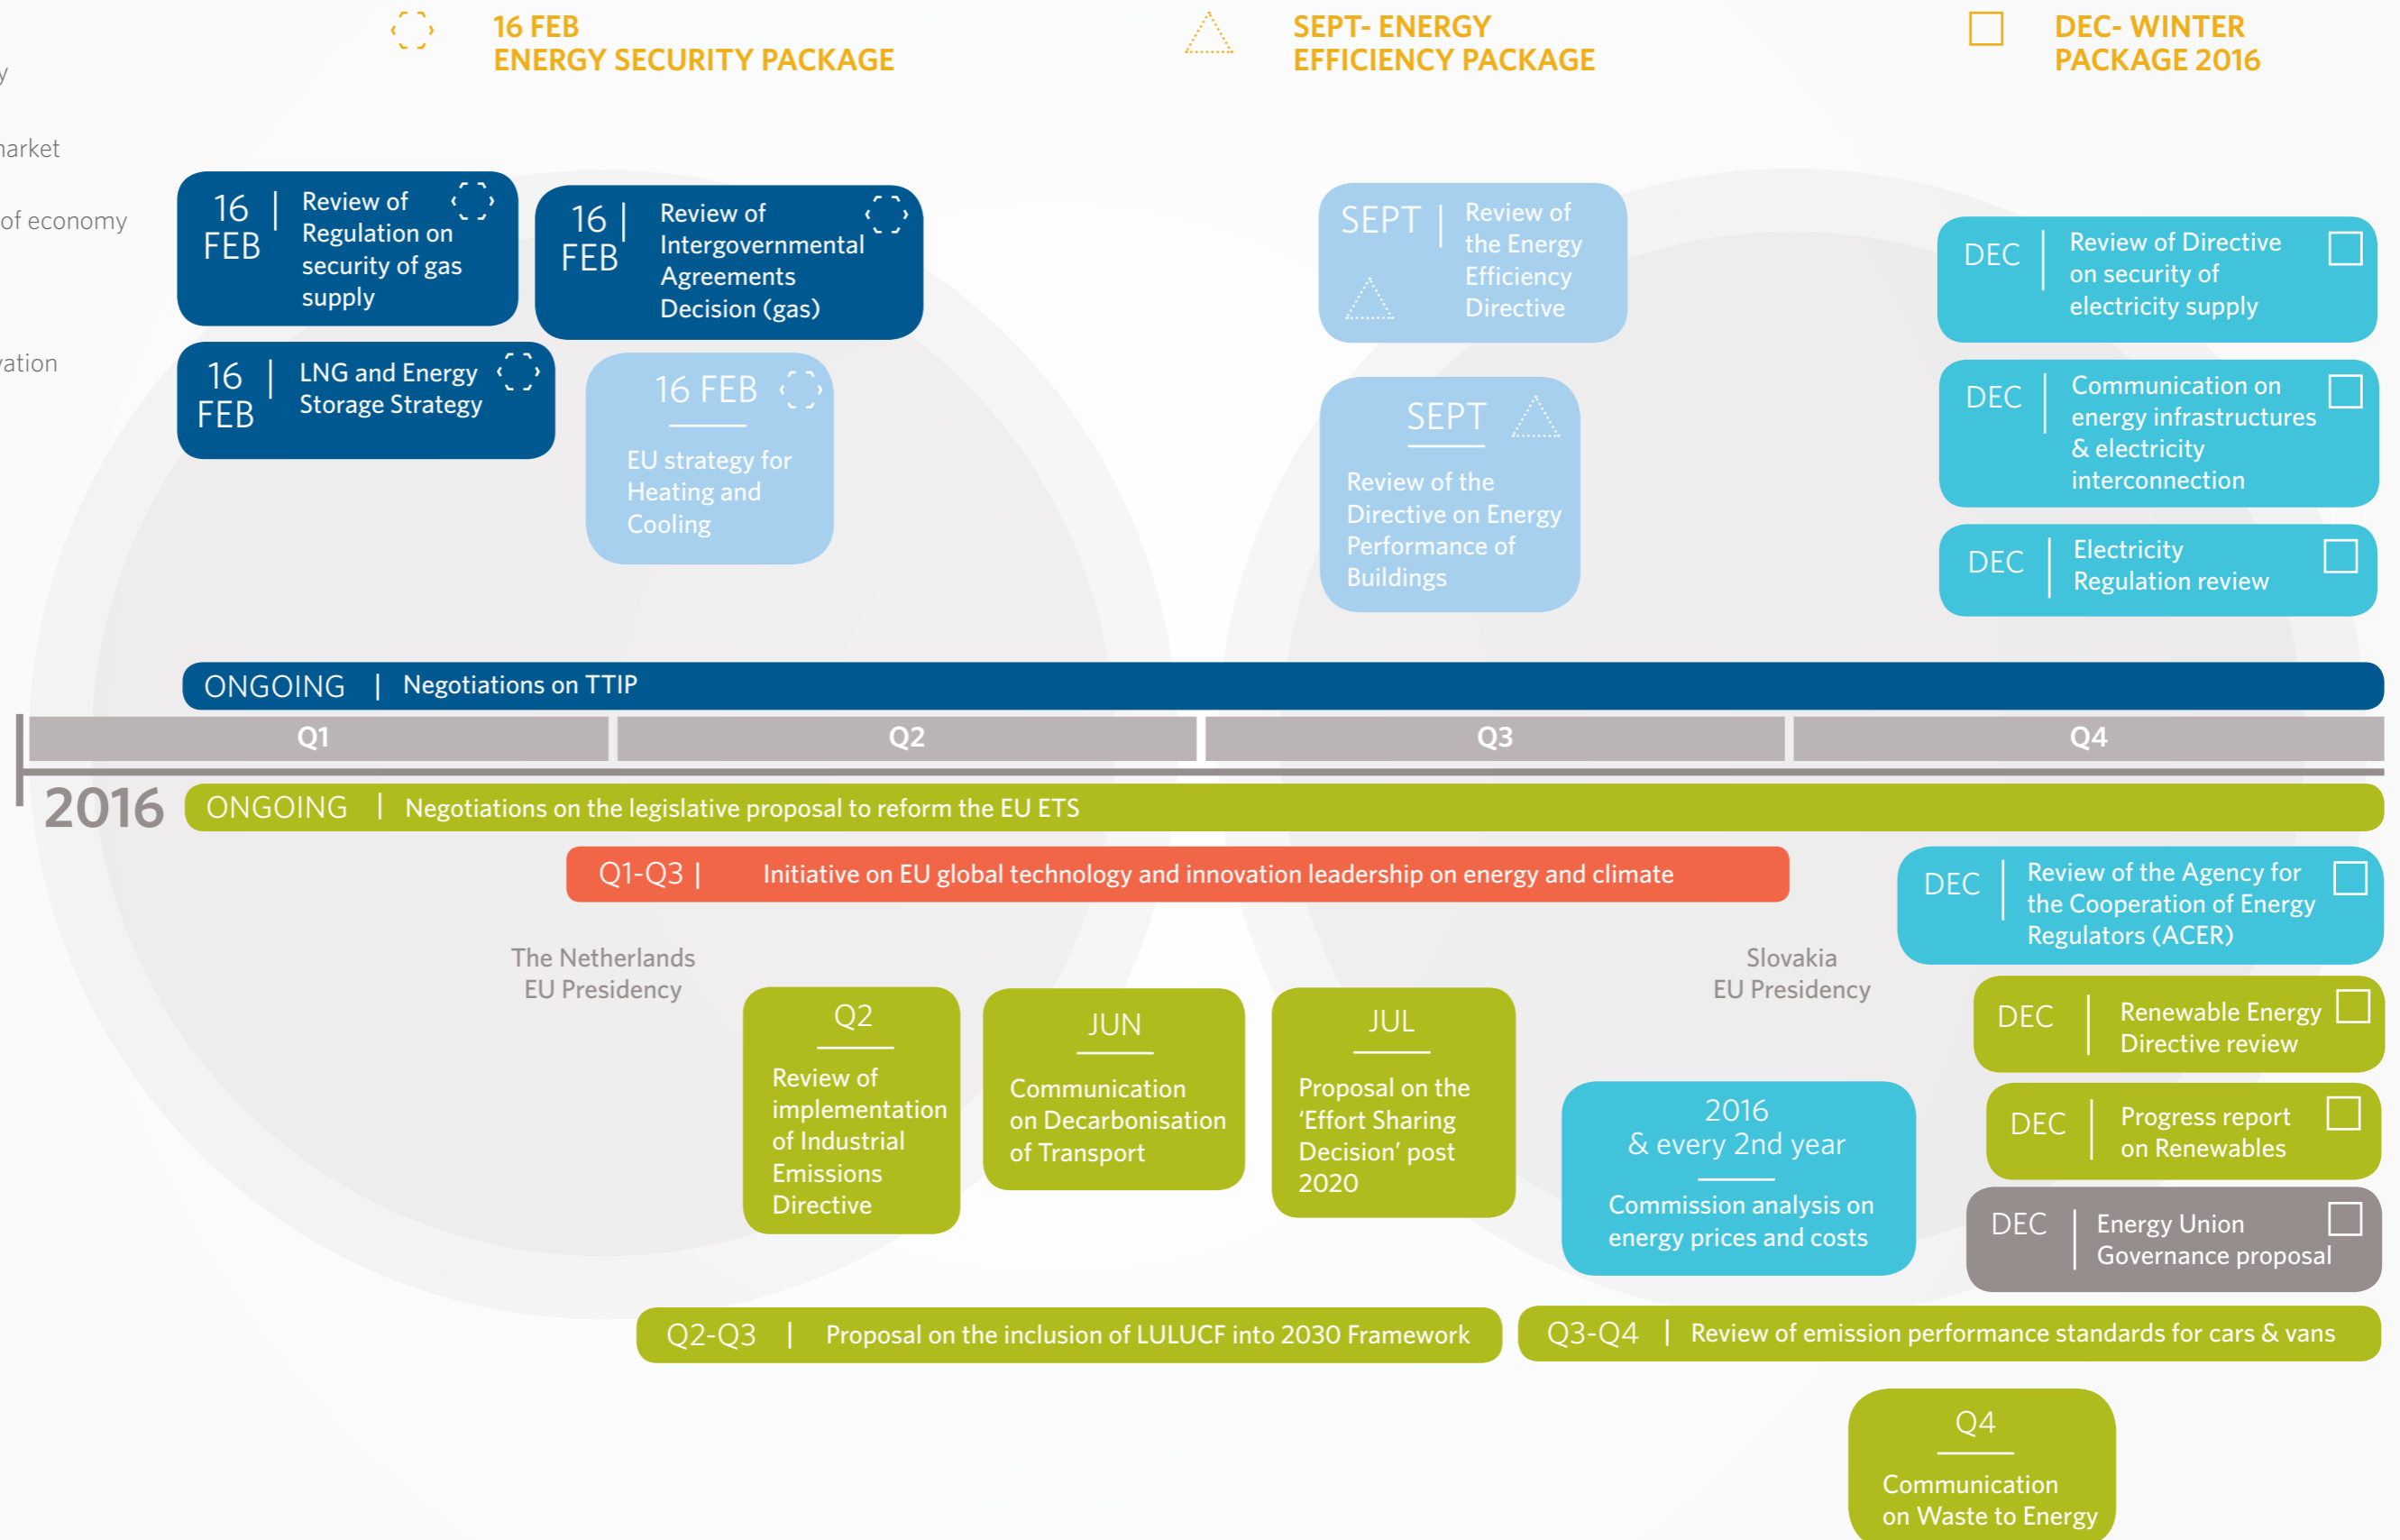 16 FEB
ENERGY SECURITY PACKAGE
SEPT- ENERGY
EFFICIENCY PACKAGE
DEC- WINTER
PACKAGE 2016
y
of economy
16
FEB
Review of
Regulation on
security of gas
supply
16
FEB
Review of
Intergovernmental
Agreements
Decision (gas)
16
FEB
LNG and Energy
Storage Strategy
16 FEB
EU strategy for
Heating and
Cooling
SEPT
Review of
the Energy
Efficiency
Directive
SEPT
Review of the
Directive on Energy
Performance of
Buildings
DEC
Review of Directive
on security of
electricity supply
DEC
Communication on
energy infrastructures
& electricity
interconnection
DEC
Electricity
Regulation review
ONGOING | Negotiations on TTIP
Q1
Q2
Q3
Q4
2016
ONGOING | Negotiations on the legislative proposal to reform the EU ETS
Q1-Q3 | Initiative on EU global technology and innovation leadership on energy and climate
The Netherlands
EU Presidency
Slovakia
EU Presidency
Q2
Review of
implementation
of Industrial
Emissions
Directive
JUN
Communication
on Decarbonisation
of Transport
JUL
Proposal on the
‘Effort Sharing
Decision’ post
2020
2016
& every 2nd year
Commission analysis on
energy prices and costs
DEC
Review of the Agency for
the Cooperation of Energy
Regulators (ACER)
DEC
Renewable Energy
Directive review
DEC
Progress report
on Renewables
DEC
Energy Union
Governance proposal
Q2-Q3 | Proposal on the inclusion of LULUCF into 2030 Framework
Q3-Q4 | Review of emission performance standards for cars & vans
Q4
Communication
on Waste to Energy